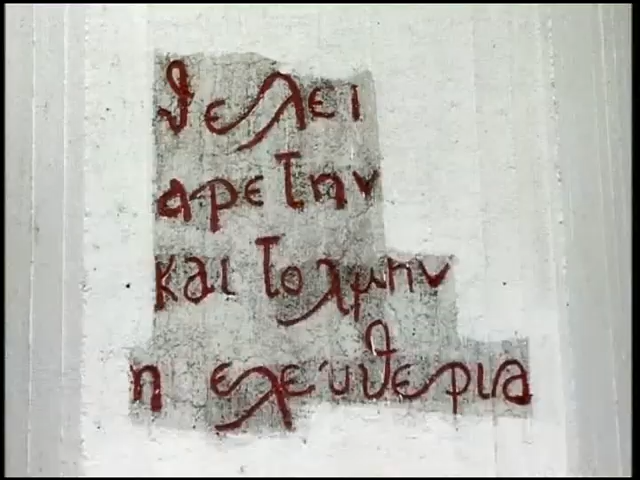 θελει
αρετην
και τολμην
η ελευθερια